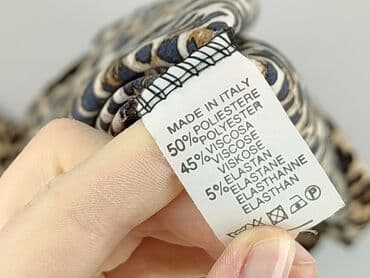 MADE IN ITALY
50% POLIESTERE
POLYESTER
45% VISCOSA
VISCOSE
VISKOSE
5% ELASTAN
ELASTANE
ELASTHANNE
ELASTHAN